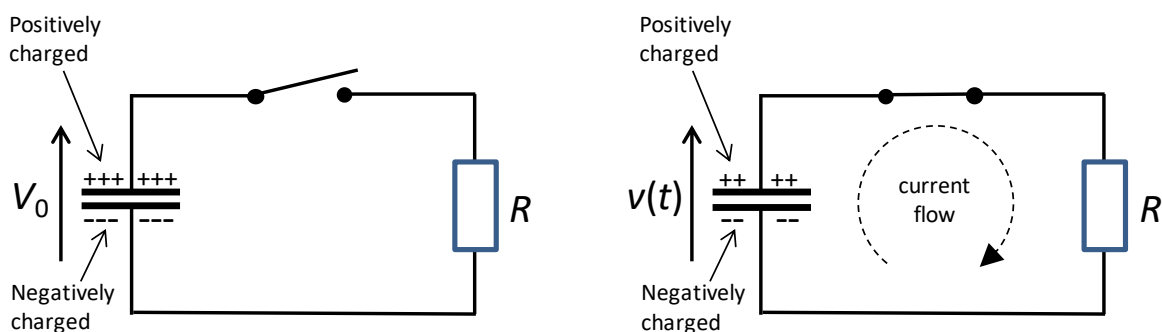 Positively
charged
+++ +++
V0
--- ---
R
Negatively
charged
Positively
charged
++ ++
v(t)
-- --
current
flow
R
Negatively
charged